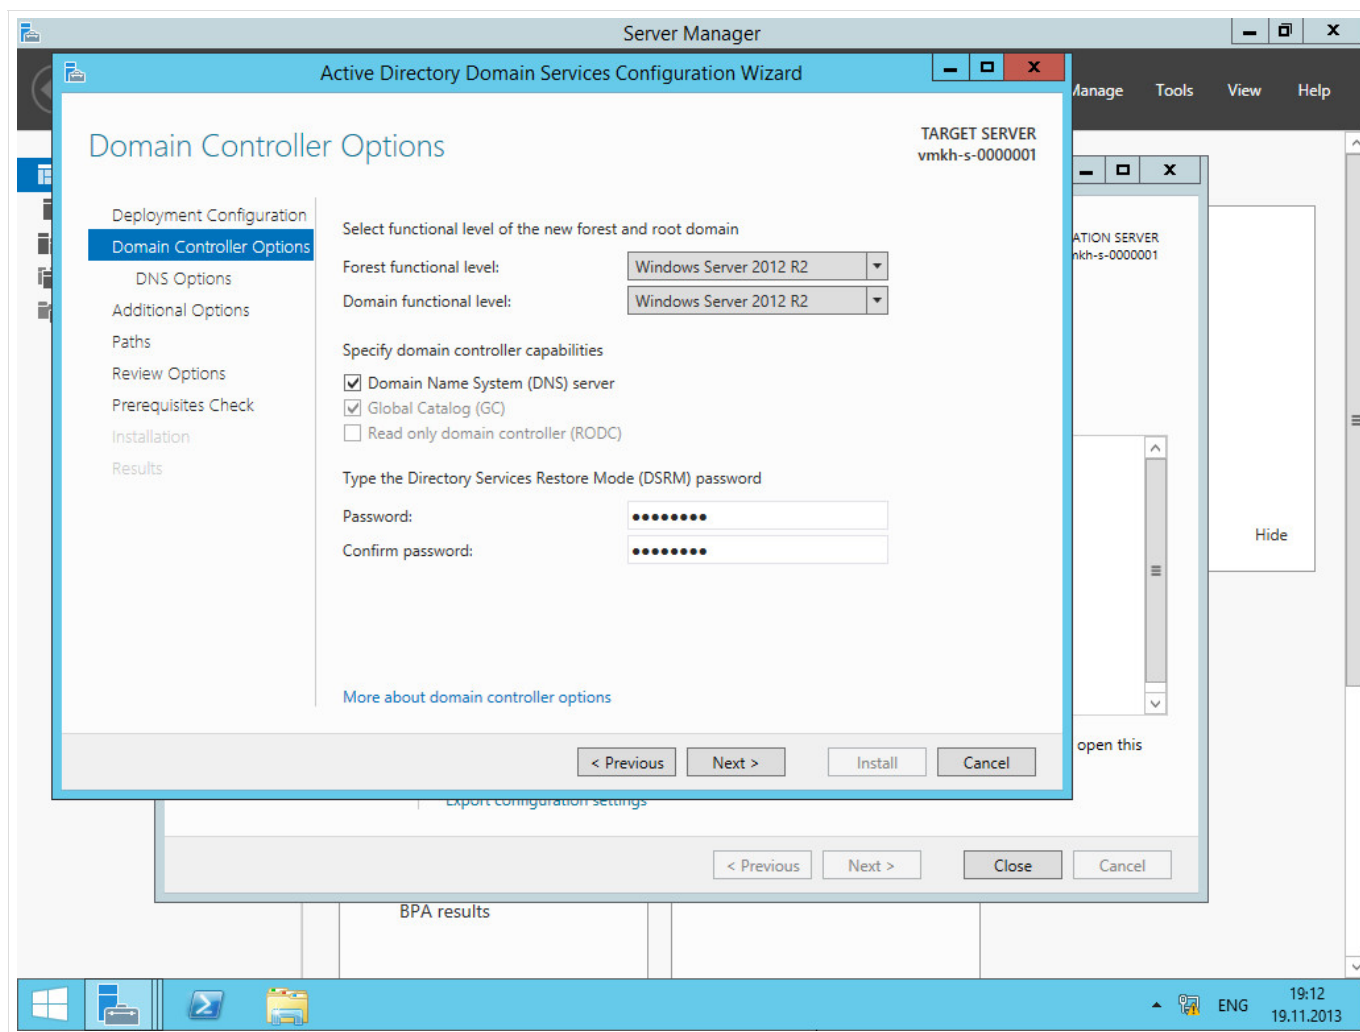 Server Manager
Active Directory Domain Services Configuration Wizard
Manage Tools View Help
Domain Controller Options
TARGET SERVER
vmkh-s-0000001
Deployment Configuration
Domain Controller Options
DNS Options
Additional Options
Paths
Review Options
Prerequisites Check
Installation
Results
Select functional level of the new forest and root domain
Forest functional level: Windows Server 2012 R2
Domain functional level: Windows Server 2012 R2
Specify domain controller capabilities
Domain Name System (DNS) server
Global Catalog (GC)
Read only domain controller (RODC)
Type the Directory Services Restore Mode (DSRM) password
Password: ●●●●●●●●
Confirm password: ●●●●●●●●
More about domain controller options
< Previous Next > Install Cancel
ATION SERVER
nkh-s-0000001
Hide
open this
Export configuration settings
< Previous Next > Close Cancel
BPA results
ENG
19:12
19.11.2013